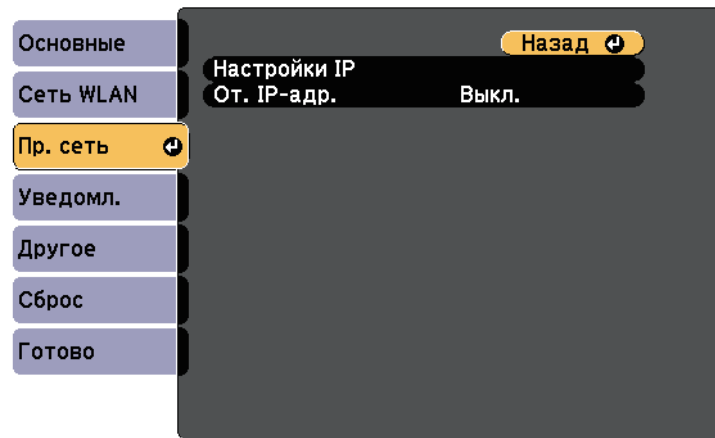 Основные
Сеть WLAN
Пр. сеть
Уведомл.
Другое
Сброс
Готово
Назад
Настройки IP
От. IP-адр. Выкл.